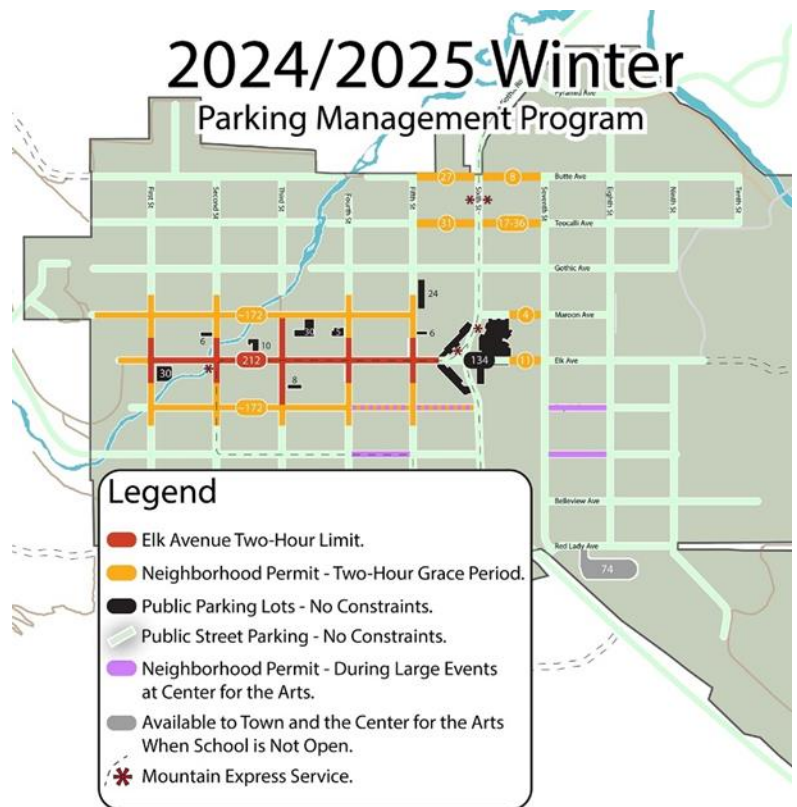 2024/2025 Winter
Parking Management Program
Pyramid Ave
27
8
Butte Ave
First St
Second St
Third St
Fourth St
Fifth St
Sixth St
Seventh St
Eighth St
Ninth St
Tenth St
31
17-36
Teocalli Ave
Gothic Ave
24
~172
4
Maroon Ave
6
10
30
5
6
212
134
11
Elk Ave
30
8
~172
Belleview Ave
Red Lady Ave
74
Legend
Elk Avenue Two-Hour Limit.
Neighborhood Permit - Two-Hour Grace Period.
Public Parking Lots - No Constraints.
Public Street Parking - No Constraints.
Neighborhood Permit - During Large Events
at Center for the Arts.
Available to Town and the Center for the Arts
When School is Not Open.
Mountain Express Service.